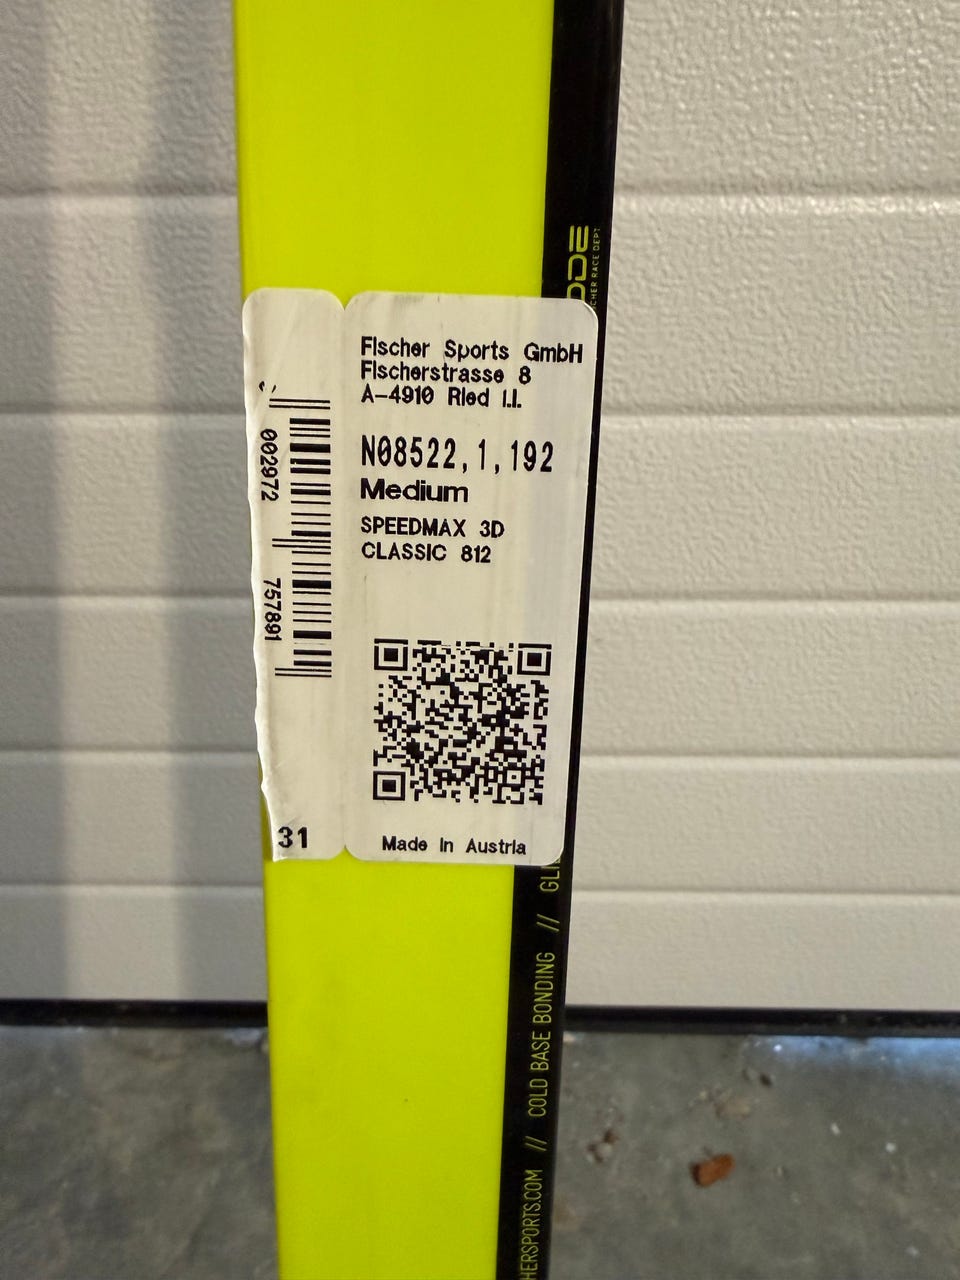 Fischer Sports GmbH
Fischerstrasse 8
A-4910 Ried i.I.
N08522,1,192
Medium
SPEEDMAX 3D
CLASSIC 812
Made in Austria
002972 757891
31
// COLD BASE BONDING //